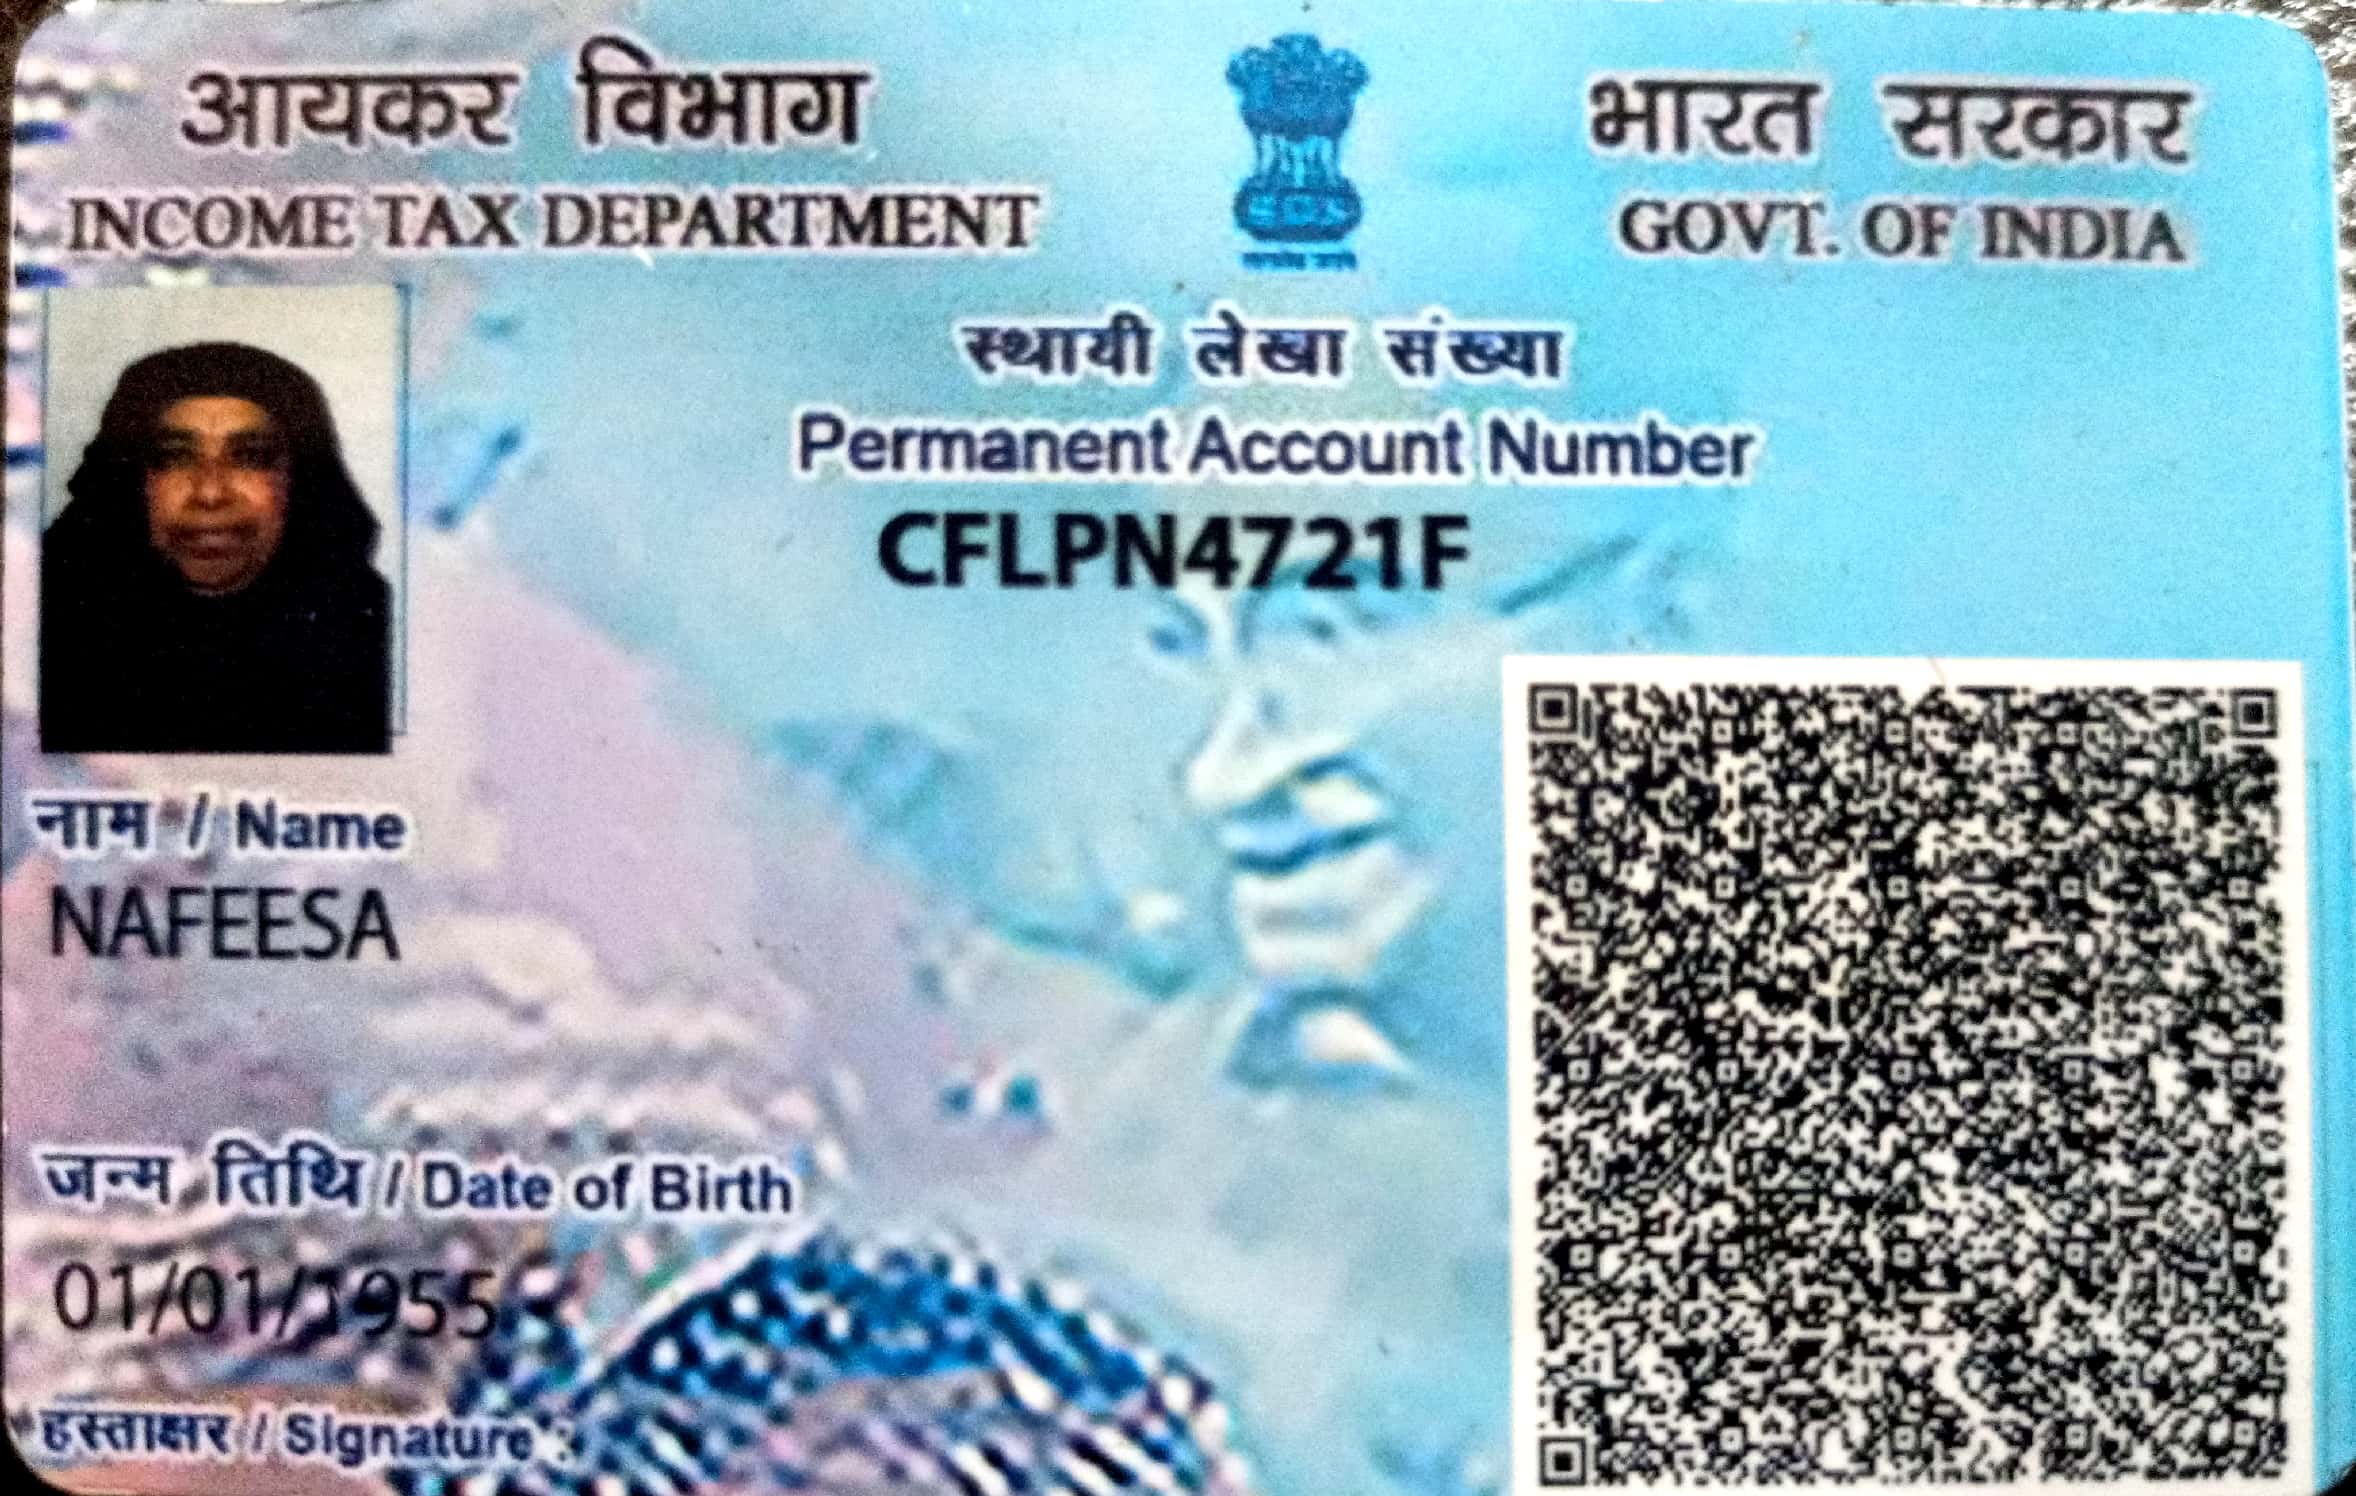 आयकर विभाग
INCOME TAX DEPARTMENT
भारत सरकार
GOVT. OF INDIA
स्थायी लेखा संख्या
Permanent Account Number
CFLPN4721F
नाम / Name
NAFEESA
जन्म तिथि / Date of Birth
01/01/1955
हस्ताक्षर / Signature :